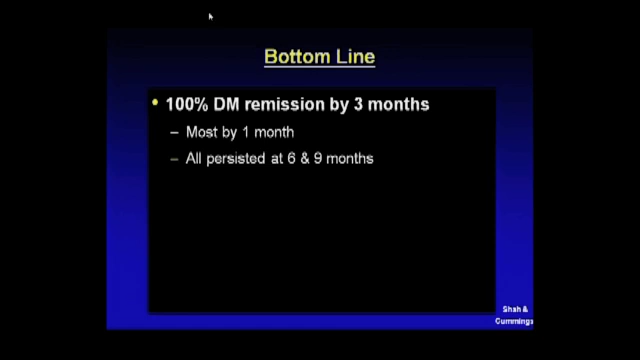 Bottom Line
• 100% DM remission by 3 months
– Most by 1 month
– All persisted at 6 & 9 months
Shah &
Cummings